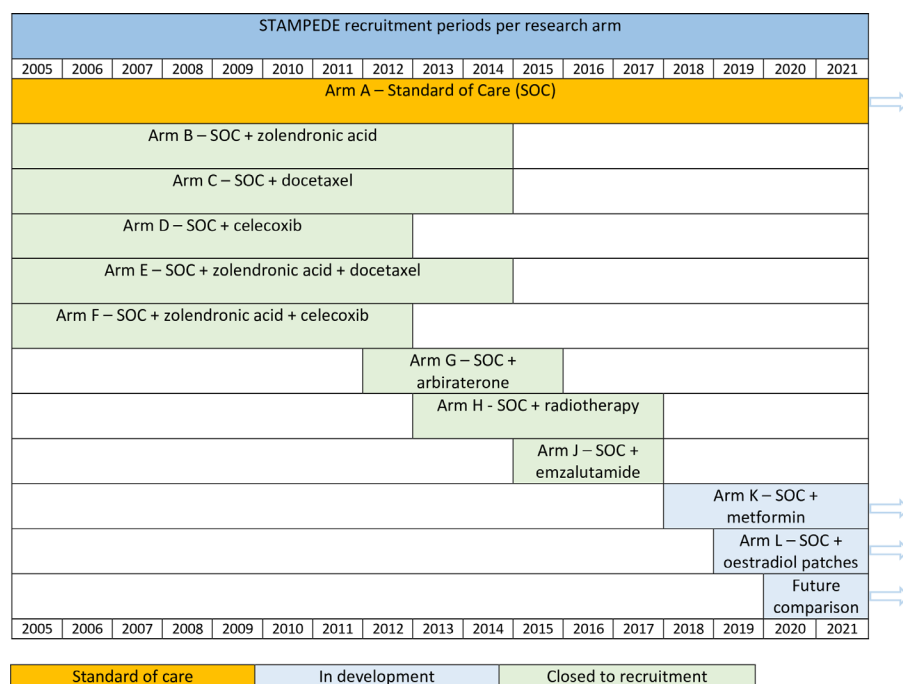 STAMPEDE recruitment periods per research arm
2005 2006 2007 2008 2009 2010 2011 2012 2013 2014 2015 2016 2017 2018 2019 2020 2021
Arm A – Standard of Care (SOC)
Arm B – SOC + zolendronic acid
Arm C – SOC + docetaxel
Arm D – SOC + celecoxib
Arm E – SOC + zolendronic acid + docetaxel
Arm F – SOC + zolendronic acid + celecoxib
Arm G – SOC +
arbiraterone
Arm H - SOC + radiotherapy
Arm J – SOC +
emzalutamide
Arm K – SOC +
metformin
Arm L – SOC +
oestradiol patches
Future
comparison
2005 2006 2007 2008 2009 2010 2011 2012 2013 2014 2015 2016 2017 2018 2019 2020 2021
Standard of care In development Closed to recruitment